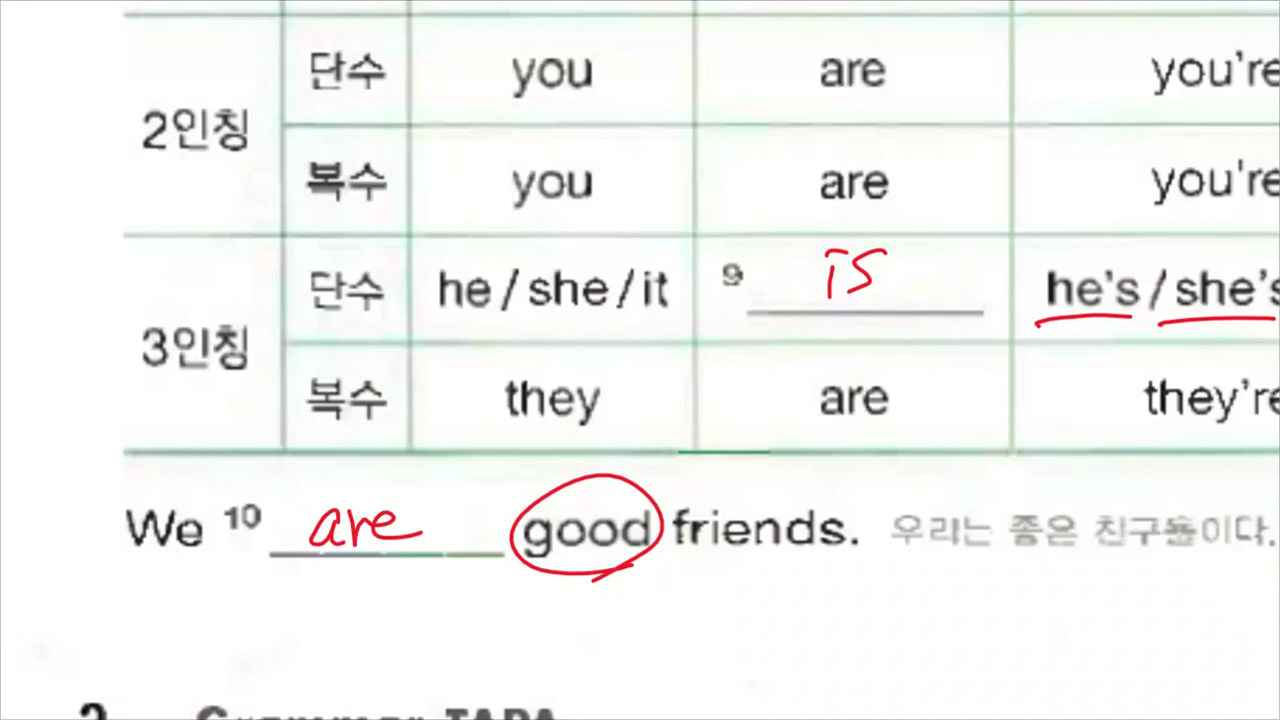 단수 you are you're
2인칭
복수 you are you're
단수 he / she / it 9 is he's / she's
3인칭
복수 they are they're
We 10 are good friends. 우리는 좋은 친구들이다.
Grammar TAPA